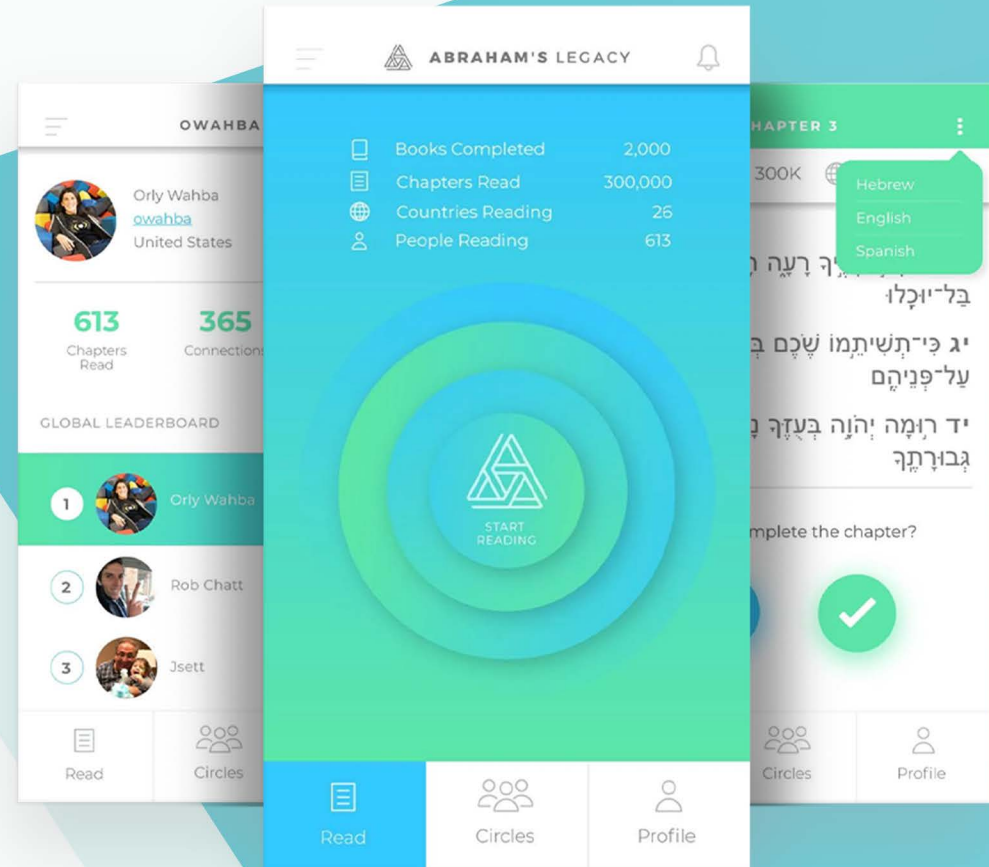 OWAHBA
Orly Wahba
owahba
United States
613
Chapters
Read
365
Connections
GLOBAL LEADERBOARD
1 Orly Wahba
2 Rob Chatt
3 Jsett
Read Circles
ABRAHAM'S LEGACY
Books Completed 2,000
Chapters Read 300,000
Countries Reading 26
People Reading 613
START
READING
Read Circles Profile
HAPTER 3
300K
Hebrew
English
Spanish
רָעָ֑ה
בַּל־יוּכָֽלוּ
יג כִּי־תְּשִׁיתֵ֣מוֹ שֶׁ֑כֶם
עַל־פְּנֵיהֶֽם
יד ר֣וּמָה יְהֹוָ֣ה בְּעֻזֶּ֑ךָ
גְּבוּרָתֶֽךָ
mplete the chapter?
Circles Profile